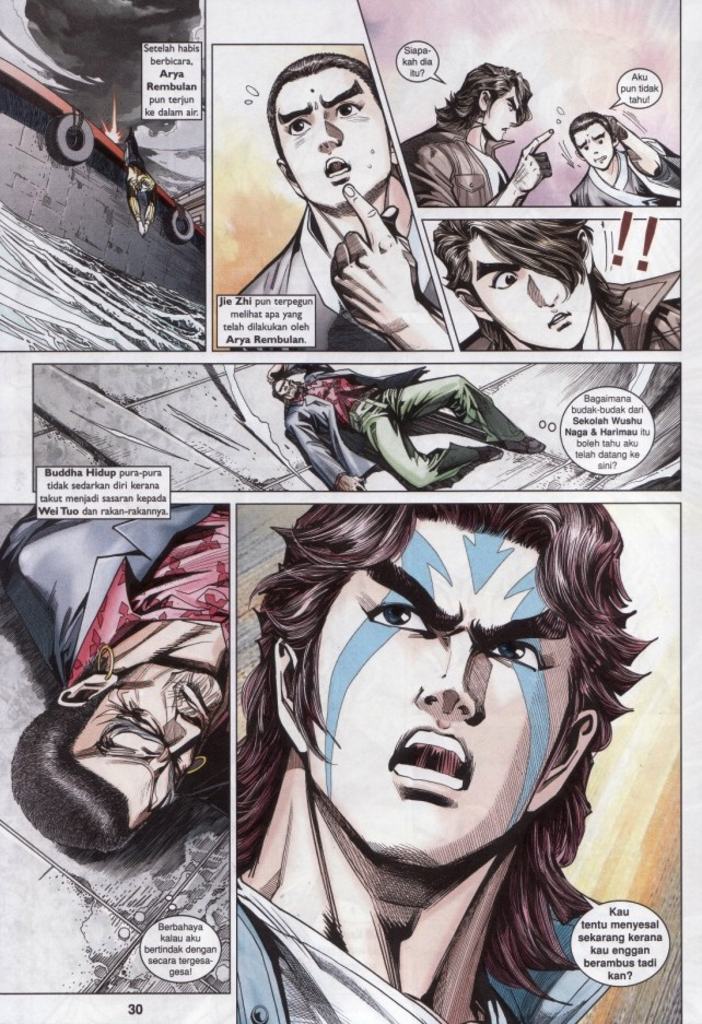 Setelah habis
berbicara,
Arya
Rembulan
pun terjun
ke dalam air.
Jie Zhi pun terpegun
melihat apa yang
telah dilakukan oleh
Arya Rembulan.
Siapa-
kah dia
itu?
Aku
pun tidak
tahu!
!!
Buddha Hidup pura-pura
tidak sedarkan diri kerana
takut menjadi sasaran kepada
Wei Tuo dan rakan-rakannya.
Bagaimana
budak-budak dari
Sekolah Wushu
Naga & Harimau itu
boleh tahu aku
telah datang ke
sini?
Berbahaya
kalau aku
bertindak dengan
secara tergesa-
gesa!
Kau
tentu menyesal
sekarang kerana
kau enggan
berambus tadi
kan?
30